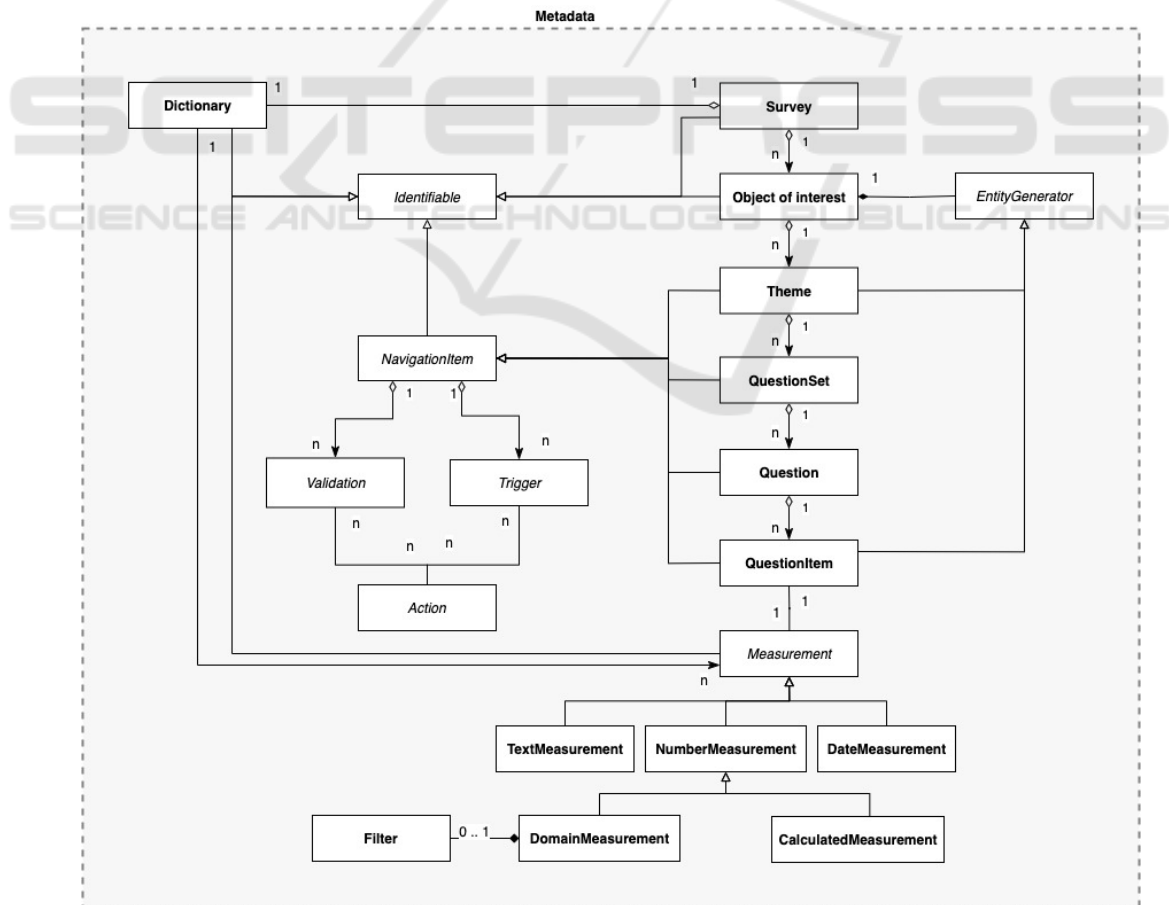 Metadata
SCITEPRESS
SCIENCE AND TECHNOLOGY PUBLICATIONS
Dictionary
1
1
Survey
1
1
n
Identifiable
Object of interest
1
EntityGenerator
1
n
Theme
1
n
NavigationItem
QuestionSet
1
1
1
n
n
n
Validation
Trigger
Question
n
n
1
n
n
n
QuestionItem
Action
1
1
Measurement
n
TextMeasurement
NumberMeasurement
DateMeasurement
Filter
0 .. 1
DomainMeasurement
CalculatedMeasurement